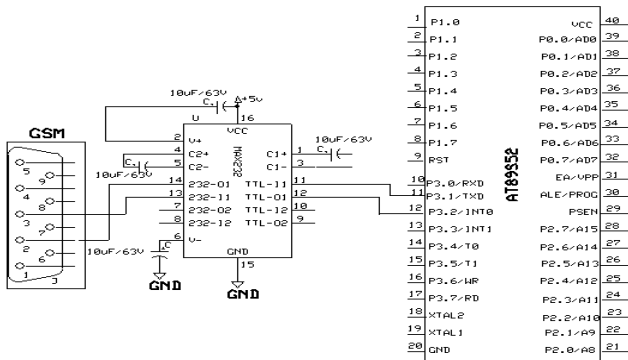 GSM
5
9
4
8
3
7
2
6
1
J
10uF/63V
C
+5v
U
16
VCC
MAX232
2 V+
4 C2+
5 C2-
14 232-O1
13 232-I1
7 232-O2
8 232-I2
6 V-
C1+ 1
C1- 3
TTL-I1 11
TTL-O1 12
TTL-I2 10
TTL-O2 9
GND
15
10uF/63V
C
10uF/63V
C
10uF/63V
C
GND
GND
AT89S52
1 P1.0
2 P1.1
3 P1.2
4 P1.3
5 P1.4
6 P1.5
7 P1.6
8 P1.7
9 RST
10 P3.0/RXD
11 P3.1/TXD
12 P3.2/INT0
13 P3.3/INT1
14 P3.4/T0
15 P3.5/T1
16 P3.6/WR
17 P3.7/RD
18 XTAL2
19 XTAL1
20 GND
VCC 40
P0.0/AD0 39
P0.1/AD1 38
P0.2/AD2 37
P0.3/AD3 36
P0.4/AD4 35
P0.5/AD5 34
P0.6/AD6 33
P0.7/AD7 32
EA/VPP 31
ALE/PROG 30
PSEN 29
P2.7/A15 28
P2.6/A14 27
P2.5/A13 26
P2.4/A12 25
P2.3/A11 24
P2.2/A10 23
P2.1/A9 22
P2.0/A8 21